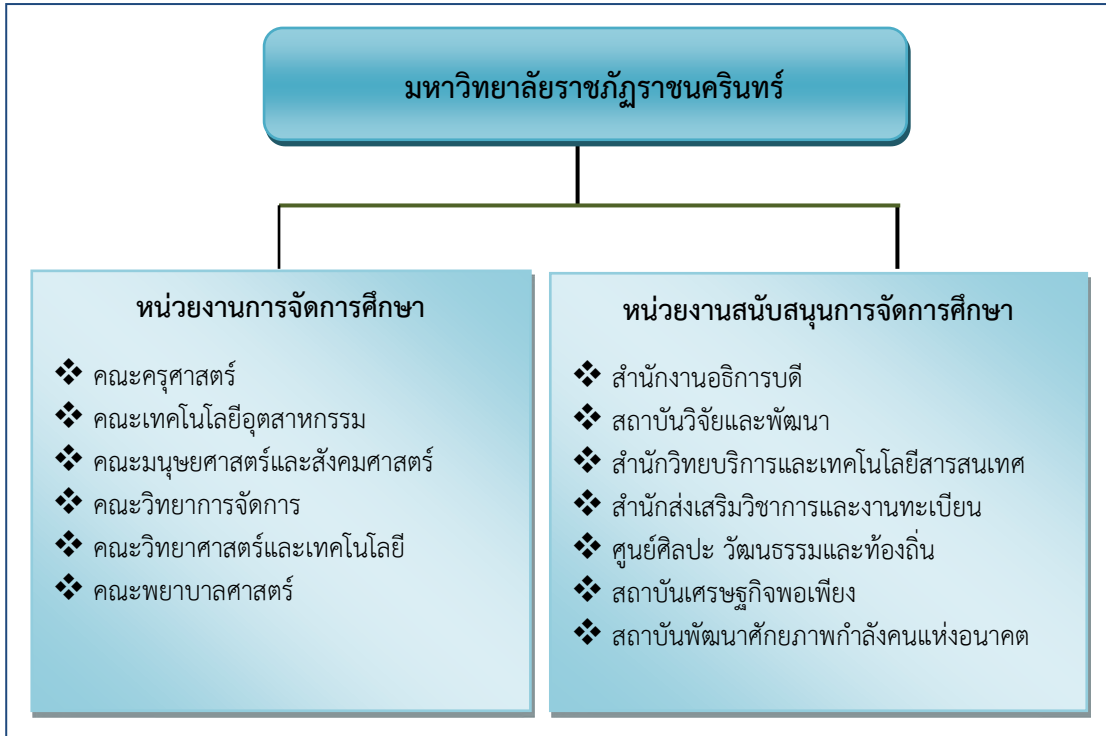 มหาวิทยาลัยราชภัฏราชนครินทร์
หน่วยงานการจัดการศึกษา
❖ คณะครุศาสตร์
❖ คณะเทคโนโลยีอุตสาหกรรม
❖ คณะมนุษยศาสตร์และสังคมศาสตร์
❖ คณะวิทยาการจัดการ
❖ คณะวิทยาศาสตร์และเทคโนโลยี
❖ คณะพยาบาลศาสตร์
หน่วยงานสนับสนุนการจัดการศึกษา
❖ สำนักงานอธิการบดี
❖ สถาบันวิจัยและพัฒนา
❖ สำนักวิทยบริการและเทคโนโลยีสารสนเทศ
❖ สำนักส่งเสริมวิชาการและงานทะเบียน
❖ ศูนย์ศิลปะ วัฒนธรรมและท้องถิ่น
❖ สถาบันเศรษฐกิจพอเพียง
❖ สถาบันพัฒนาศักยภาพกำลังคนแห่งอนาคต